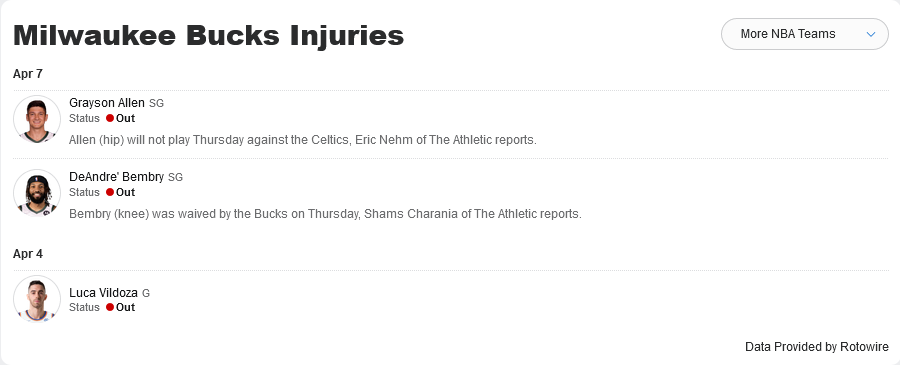 Milwaukee Bucks Injuries
More NBA Teams
Apr 7
Grayson Allen SG
Status Out
Allen (hip) will not play Thursday against the Celtics, Eric Nehm of The Athletic reports.
DeAndre' Bembry SG
Status Out
Bembry (knee) was waived by the Bucks on Thursday, Shams Charania of The Athletic reports.
Apr 4
Luca Vildoza G
Status Out
Data Provided by Rotowire